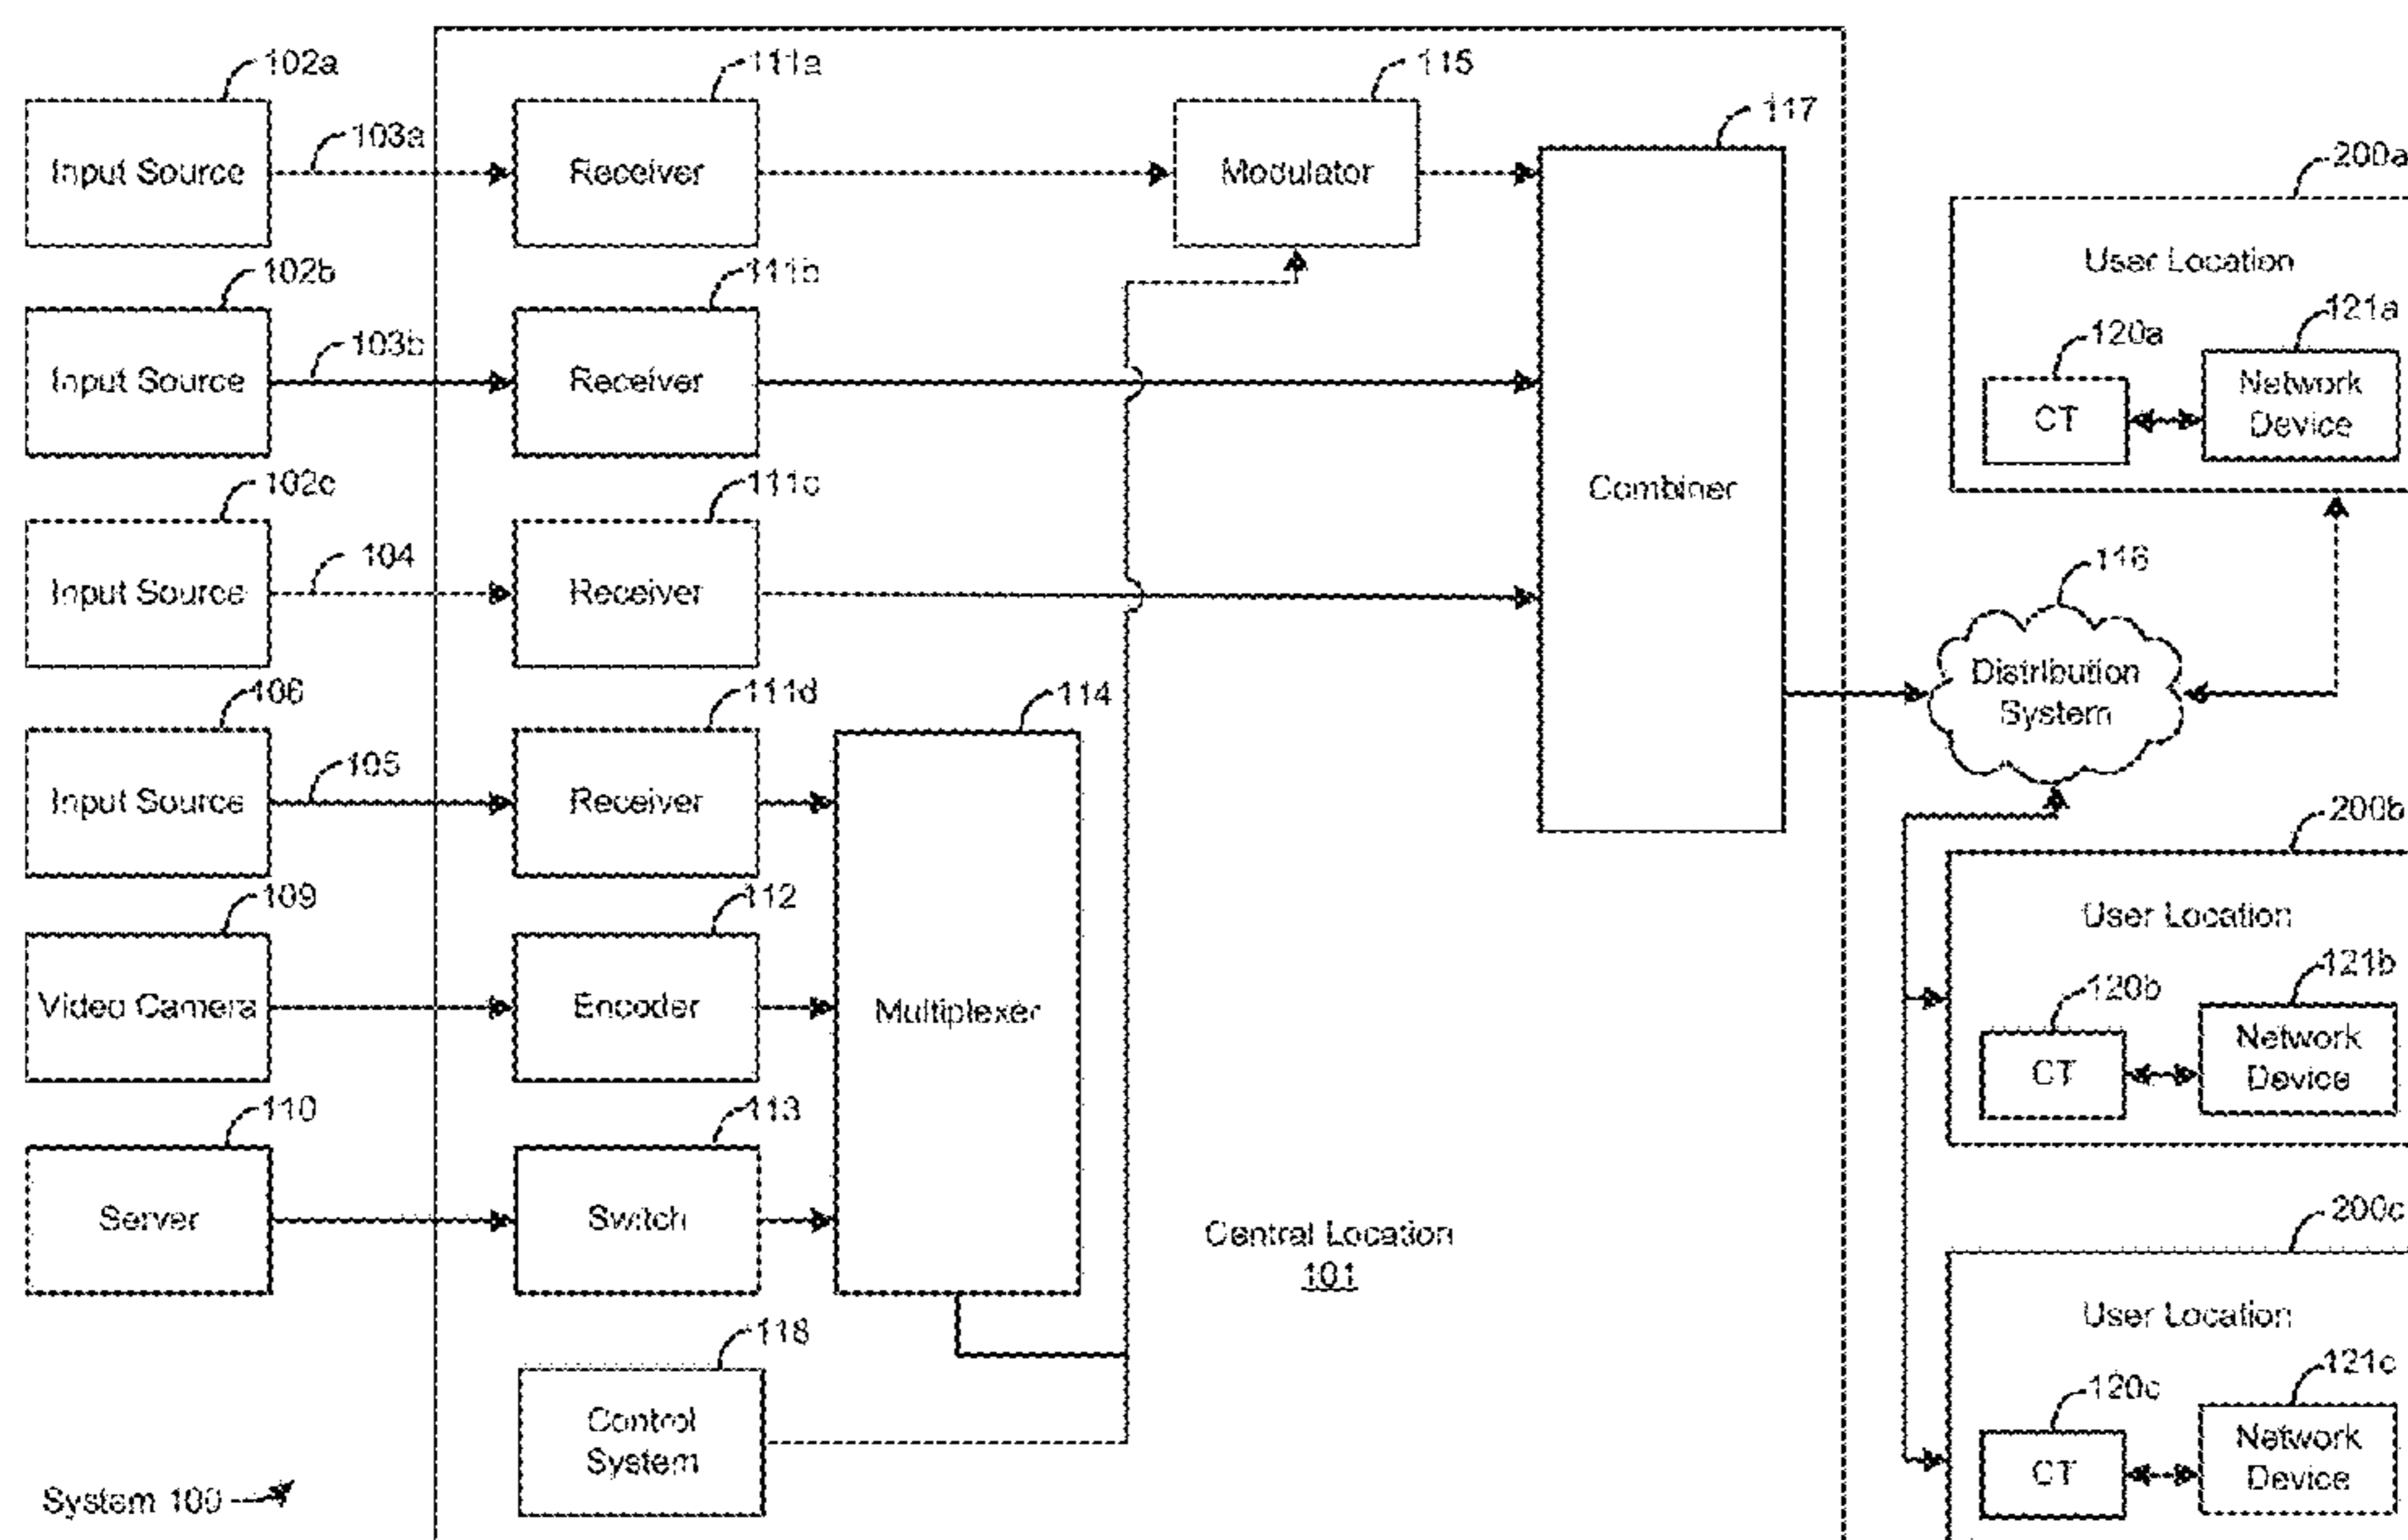 102a
111a
115
117
Input Source
103a
Receiver
Modulator
200a
User Location
102b
111b
Input Source
103b
Receiver
120a
121a
CT
Network
Device
102c
111c
Combiner
Input Source
104
Receiver
116
Distribution
System
106
111d
114
Input Source
105
Receiver
200b
User Location
109
112
Video Camera
Encoder
Multiplexer
120b
121b
CT
Network
Device
110
113
Server
Switch
Central Location
101
200c
User Location
118
Control
System
120c
121c
CT
Network
Device
System 100